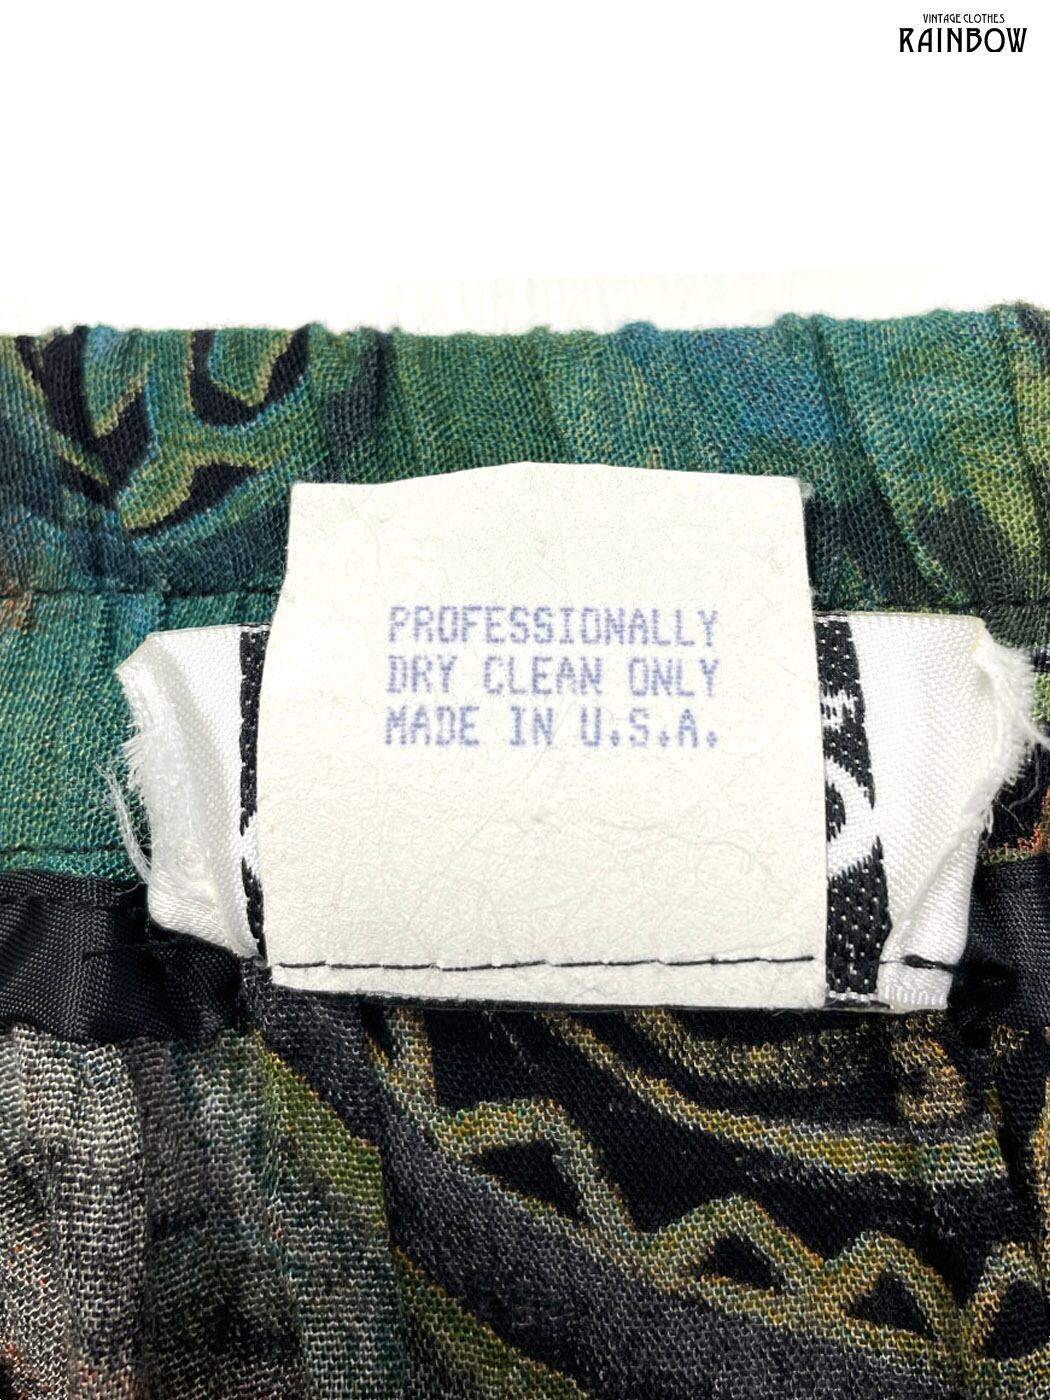 VINTAGE CLOTHES
RAINBOW
PROFESSIONALLY
DRY CLEAN ONLY
MADE IN U.S.A.